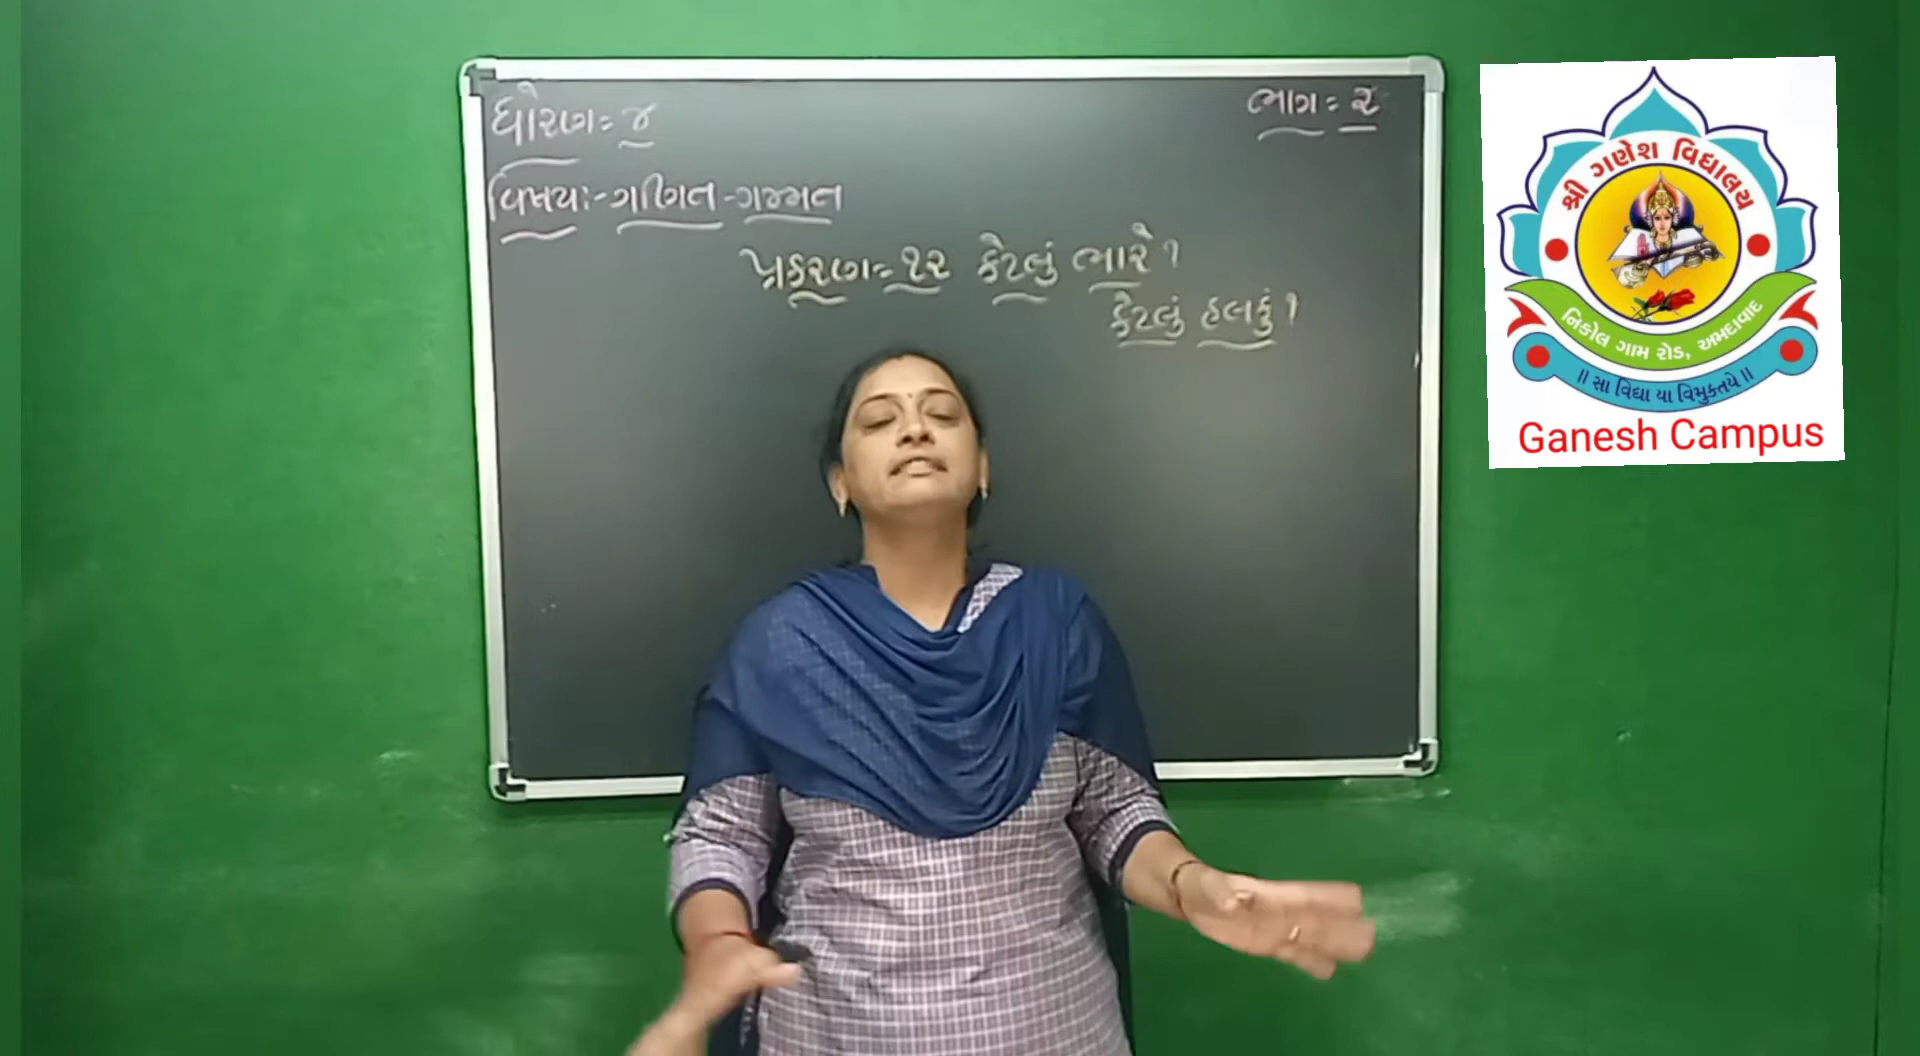 ધોરણ= ૪
ભાગ= ૨
વિષય:- ગણિત-ગમ્મત
પ્રકરણ= ૧૨ કેટલું ભારે?
કેટલું હલકું?
શ્રી ગણેશ વિદ્યાલય
નિકોલ ગામ રોડ, અમદાવાદ
॥ સા વિદ્યા યા વિમુક્તયે ॥
Ganesh Campus